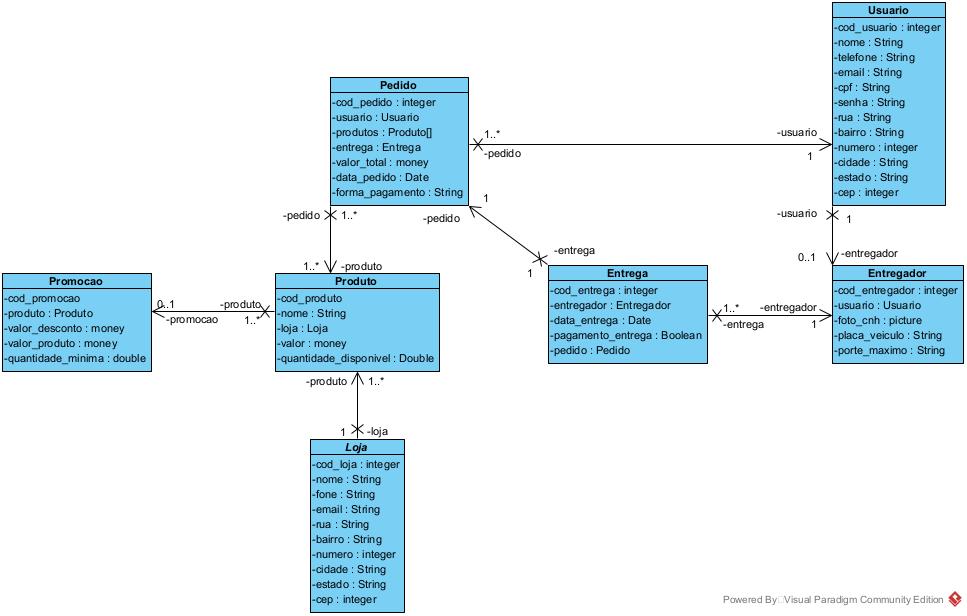 Usuario
-cod_usuario : integer
-nome : String
-telefone : String
-email : String
-cpf : String
-senha : String
-rua : String
-bairro : String
-numero : integer
-cidade : String
-estado : String
-cep : integer
Pedido
-cod_pedido : integer
-usuario : Usuario
-produtos : Produto[]
-entrega : Entrega
-valor_total : money
-data_pedido : Date
-forma_pagamento : String
1..*
-pedido
-usuario
1
-pedido
1..*
1
-pedido
-usuario
1
-entrega
1
0..1
-entregador
1..*
-produto
Promocao
-cod_promocao
-produto : Produto
-valor_desconto : money
-valor_produto : money
-quantidade_minima : double
0..1
-promocao
-produto
1..*
Produto
-cod_produto
-nome : String
-loja : Loja
-valor : money
-quantidade_disponivel : Double
Entrega
-cod_entrega : integer
-entregador : Entregador
-data_entrega : Date
-pagamento_entrega : Boolean
-pedido : Pedido
1..*
-entrega
-entregador
1
Entregador
-cod_entregador : integer
-usuario : Usuario
-foto_cnh : picture
-placa_veiculo : String
-porte_maximo : String
-produto
1..*
1
-loja
Loja
-cod_loja : integer
-nome : String
-fone : String
-email : String
-rua : String
-bairro : String
-numero : integer
-cidade : String
-estado : String
-cep : integer
Powered By Visual Paradigm Community Edition